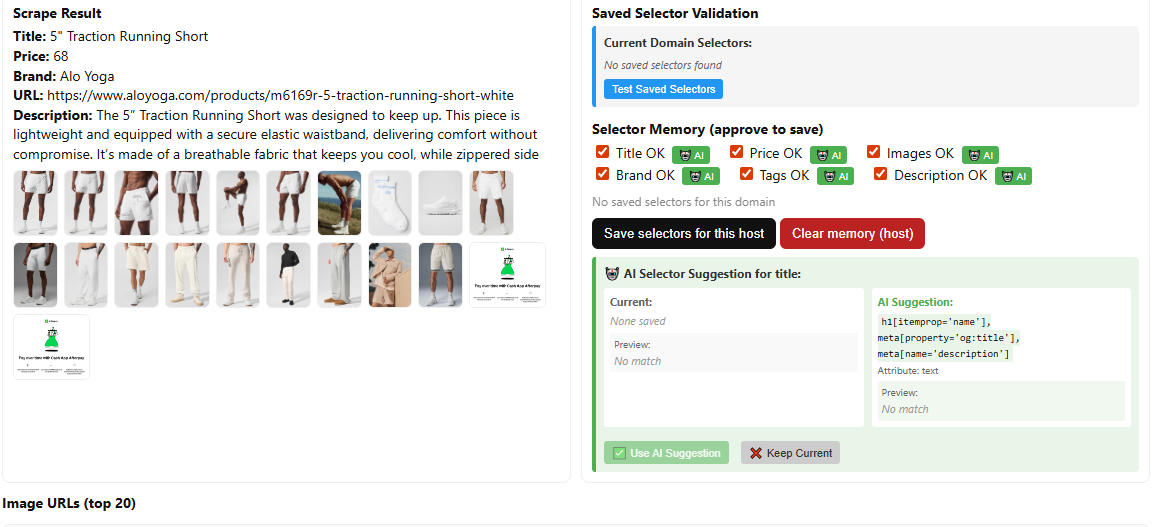 Scrape Result
Title: 5" Traction Running Short
Price: 68
Brand: Alo Yoga
URL: https://www.aloyoga.com/products/m6169r-5-traction-running-short-white
Description: The 5” Traction Running Short was designed to keep up. This piece is
lightweight and equipped with a secure elastic waistband, delivering comfort without
compromise. It’s made of a breathable fabric that keeps you cool, while zippered side
Pay over time with Cash App Afterpay
Pay over time with Cash App Afterpay
Saved Selector Validation
Current Domain Selectors:
No saved selectors found
Test Saved Selectors
Selector Memory (approve to save)
Title OK AI Price OK AI Images OK AI
Brand OK AI Tags OK AI Description OK AI
No saved selectors for this domain
Save selectors for this host Clear memory (host)
AI Selector Suggestion for title:
Current:
None saved
Preview:
No match
AI Suggestion:
h1[itemprop='name'],
meta[property='og:title'],
meta[name='description']
Attribute: text
Preview:
No match
Use AI Suggestion Keep Current
Image URLs (top 20)